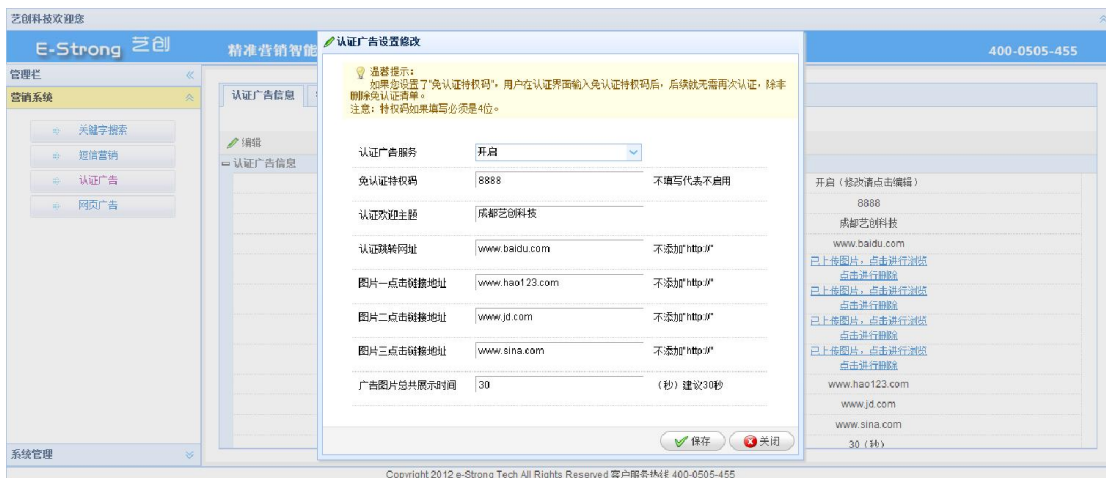 艺创科技欢迎您
E-Strong 艺创
精准营销智能
400-0505-455
管理栏
营销系统
关键字搜索
短信营销
认证广告
网页广告
系统管理
认证广告信息
编辑
认证广告信息
认证广告设置修改
温馨提示：
如果您设置了"免认证特权码"，用户在认证界面输入免认证特权码后，后续就无需再次认证，除非
删除免认证清单。
注意：特权码如果填写必须是4位。
认证广告服务 开启
免认证特权码 8888 不填写代表不启用
认证欢迎主题 成都艺创科技
认证跳转网址 www.baidu.com 不添加"http://"
图片一点击链接地址 www.hao123.com 不添加"http://"
图片二点击链接地址 www.jd.com 不添加"http://"
图片三点击链接地址 www.sina.com 不添加"http://"
广告图片总共展示时间 30 （秒）建议30秒
保存 关闭
开启（修改请点击编辑）
8888
成都艺创科技
www.baidu.com
已上传图片，点击进行浏览
点击进行删除
已上传图片，点击进行浏览
点击进行删除
已上传图片，点击进行浏览
点击进行删除
已上传图片，点击进行浏览
点击进行删除
www.hao123.com
www.jd.com
www.sina.com
30（秒）
Copyright 2012 e-Strong Tech All Rights Reserved 客户服务热线 400-0505-455